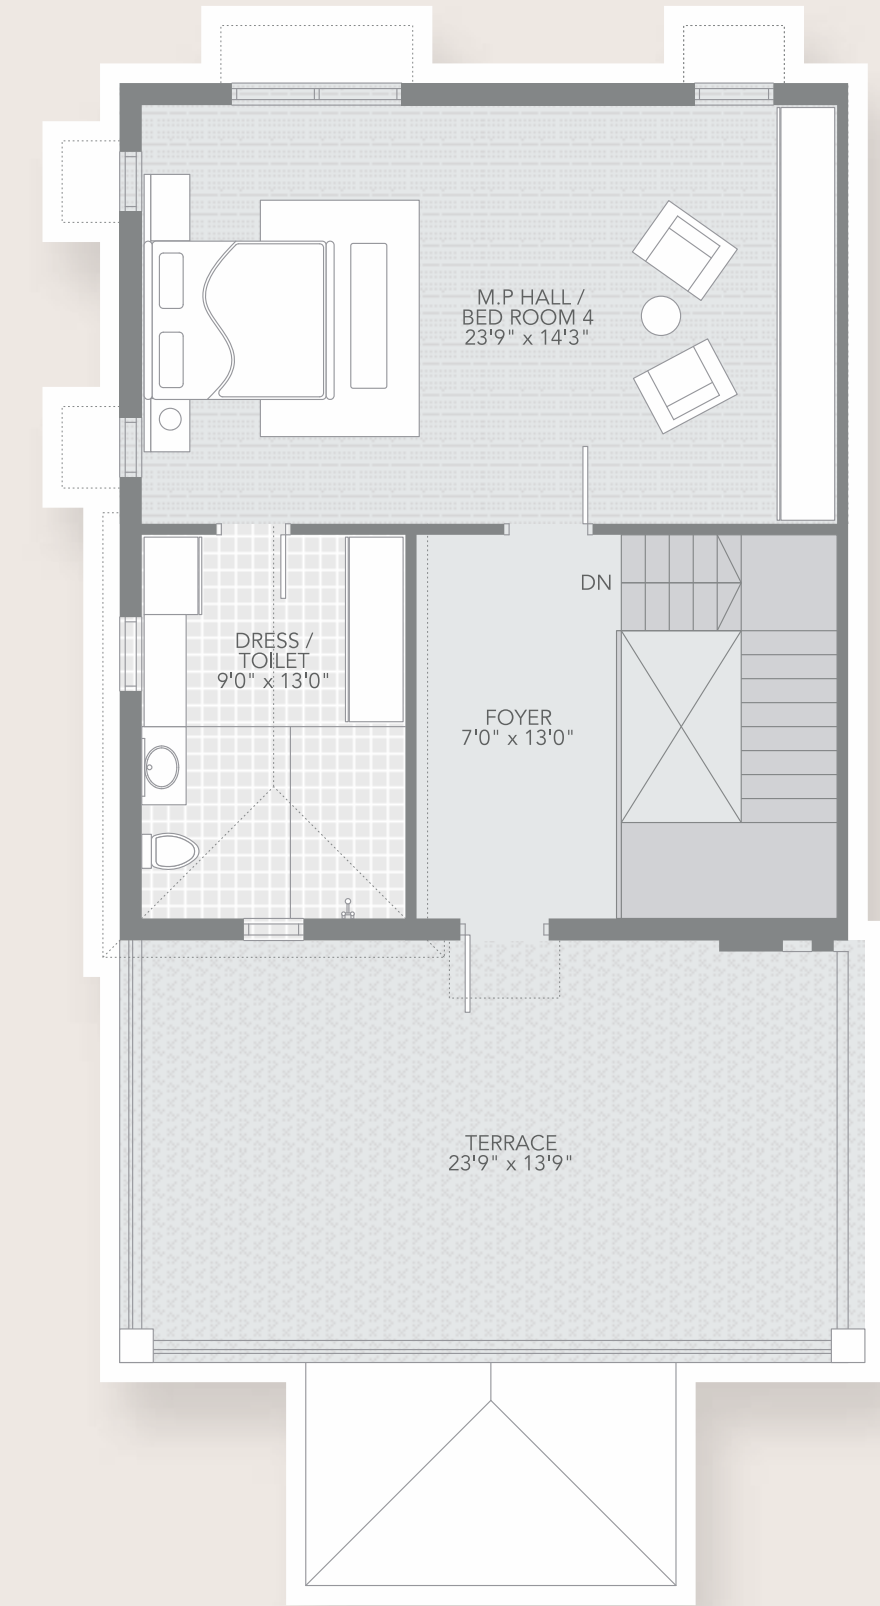 M.P HALL /
BED ROOM 4
23'9" x 14'3"
DN
DRESS /
TOILET
9'0" x 13'0"
FOYER
7'0" x 13'0"
TERRACE
23'9" x 13'9"